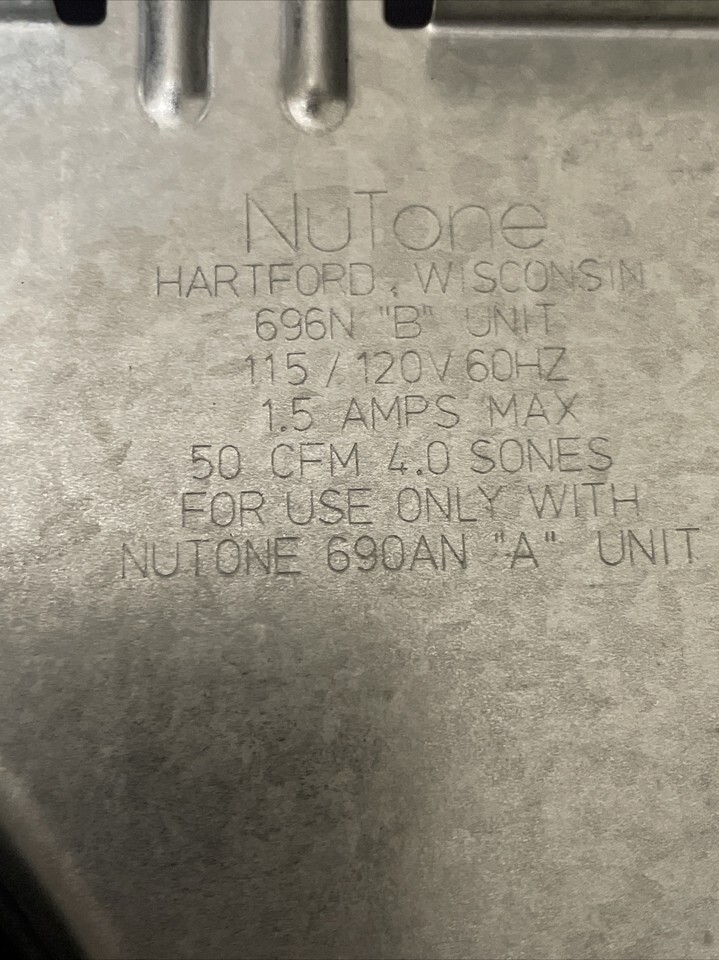 NuTone
HARTFORD, WISCONSIN
696N "B" UNIT
115 / 120V 60HZ
1.5 AMPS MAX
50 CFM 4.0 SONES
FOR USE ONLY WITH
NUTONE 690AN "A" UNIT